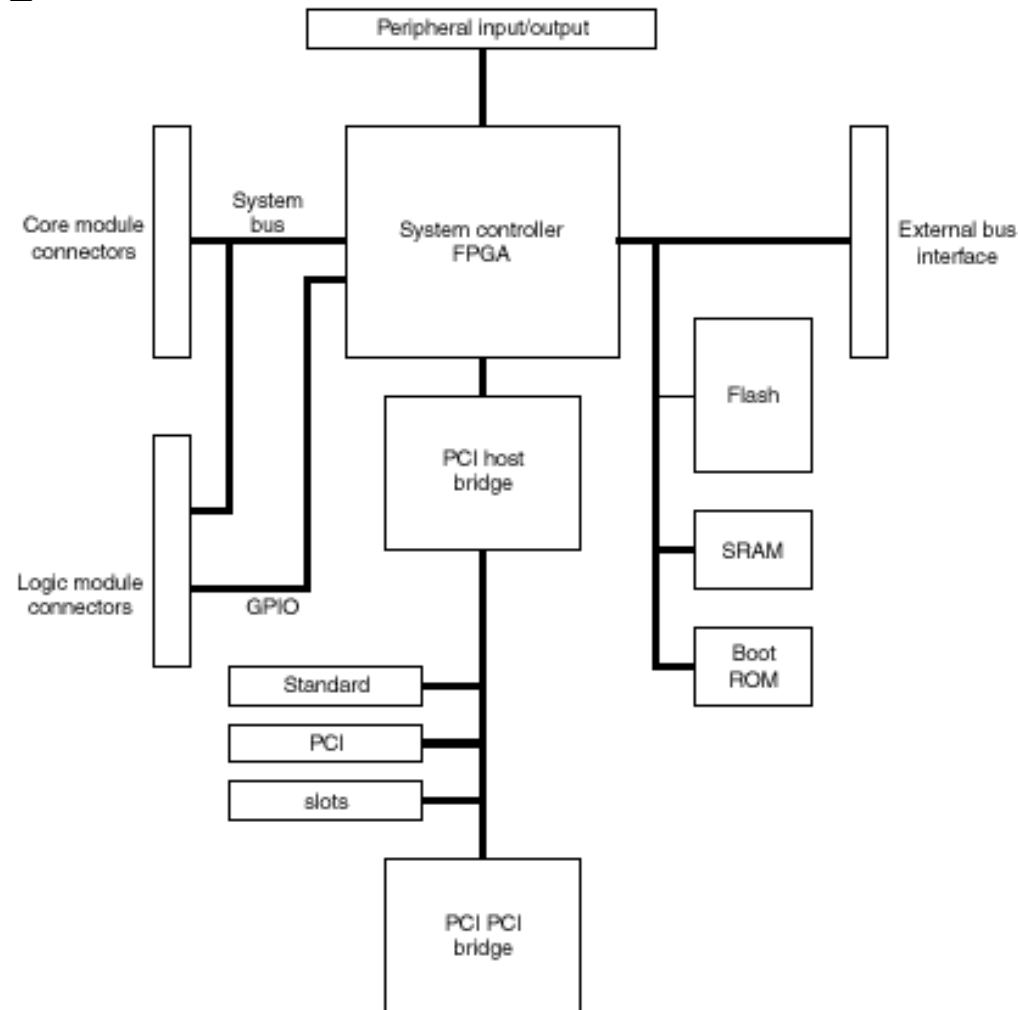 Peripheral input/output
System
bus
Core module
connectors
System controller
FPGA
External bus
interface
Flash
PCI host
bridge
SRAM
Logic module
connectors
GPIO
Boot
ROM
Standard
PCI
slots
PCI PCI
bridge